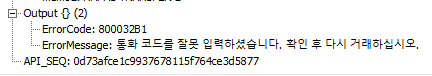 Output {} (2)
ErrorCode: 800032B1
ErrorMessage: 통화 코드를 잘못 입력하셨습니다. 확인 후 다시 거래하십시오.
API_SEQ: 0d73afce1c9937678115f764ce3d5877